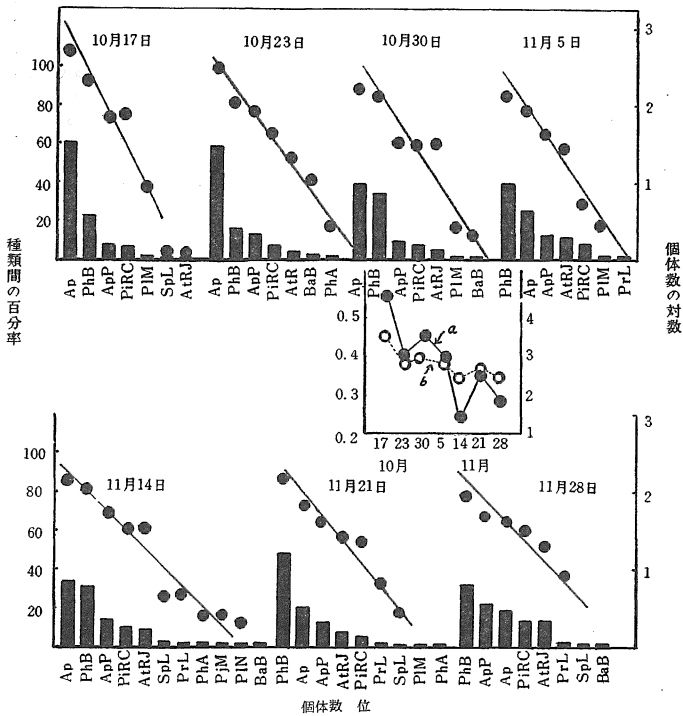 10月17日 10月23日 10月30日 11月5日
100
80
60
40
20
3
2
1
種類間の百分率
個体数の対数
Ap PhB ApP PiRC PlM SpL AtRJ
Ap PhB ApP PiRC AtR BaB PhA
Ap PhB ApP PiRC AtRJ PlM BaB
PhB Ap ApP AtRJ PiRC PlM PrL
0.5
0.4
0.3
0.2
4
3
2
1
a
b
17 23 30 5 14 21 28
10月 11月
11月14日 11月21日 11月28日
100
80
60
40
20
3
2
1
Ap PhB ApP PiRC AtRJ SpL PrL PhA PjM PlN BaB
PhB Ap ApP AtRJ PiRC PrL SpL PlM PhA
PhB ApP Ap PiRC AtRJ PrL SpL BaB
個体数 位